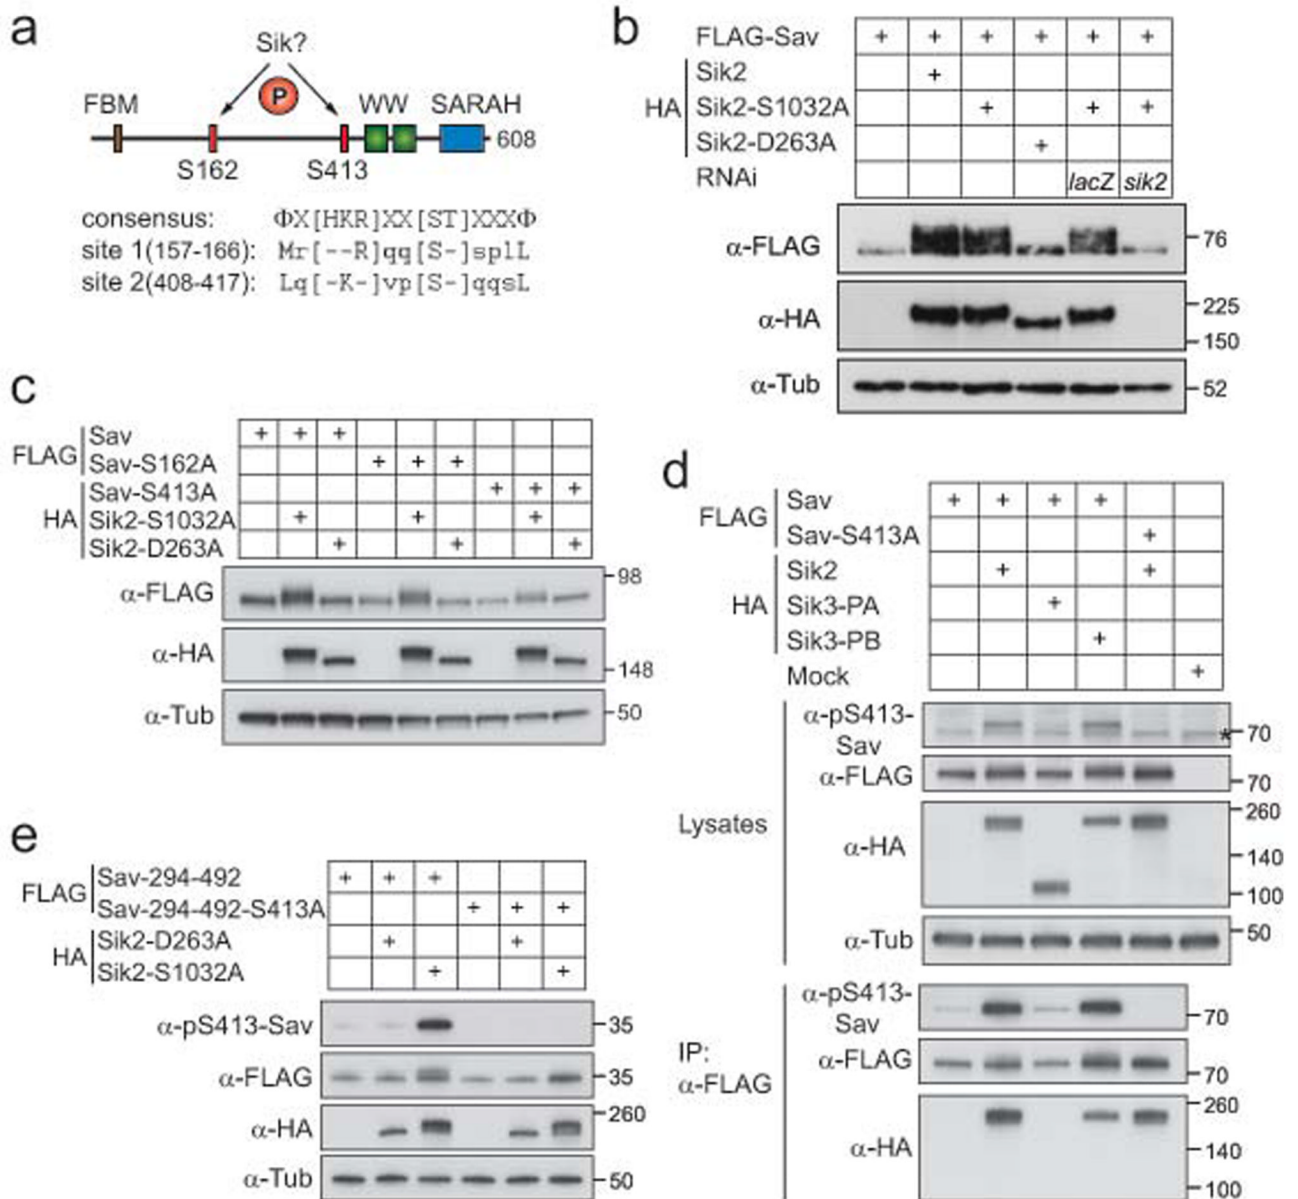 a
Sik?
P
FBM
WW
SARAH
608
S162
S413
consensus: ΦX[HKR]XX[ST]XXXΦ
site 1(157-166): Mr[--R]qq[S-]splL
site 2(408-417): Lq[-K-]vp[S-]qqsL
b
FLAG-Sav + + + + + +
HA
Sik2 +
Sik2-S1032A + + +
Sik2-D263A +
RNAi lacZ sik2
α-FLAG 76
α-HA 225
150
α-Tub 52
c
FLAG
Sav + + +
Sav-S162A + + +
Sav-S413A + + +
HA
Sik2-S1032A + + +
Sik2-D263A + + +
α-FLAG 98
α-HA 148
α-Tub 50
d
FLAG
Sav + + + +
Sav-S413A +
HA
Sik2 + +
Sik3-PA +
Sik3-PB +
Mock +
Lysates
α-pS413-
Sav * 70
α-FLAG 70
α-HA 260
140
100
α-Tub 50
IP:
α-FLAG
α-pS413-
Sav 70
α-FLAG 70
α-HA 260
140
100
e
FLAG
Sav-294-492 + + +
Sav-294-492-S413A + + +
HA
Sik2-D263A + +
Sik2-S1032A + +
α-pS413-Sav 35
α-FLAG 35
α-HA 260
α-Tub 50